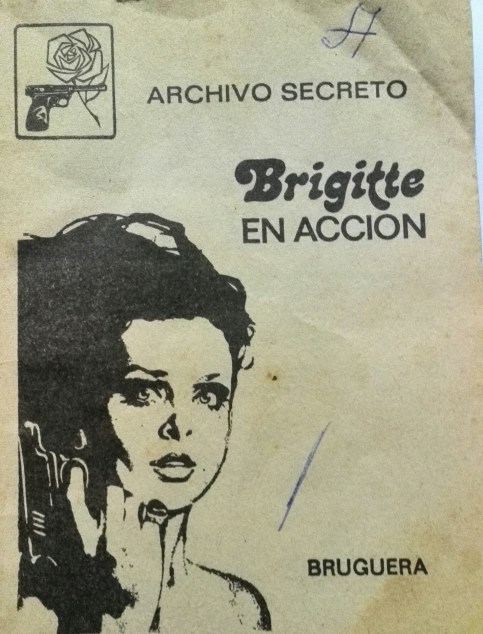 ARCHIVO SECRETO
Brigitte
EN ACCION
BRUGUERA